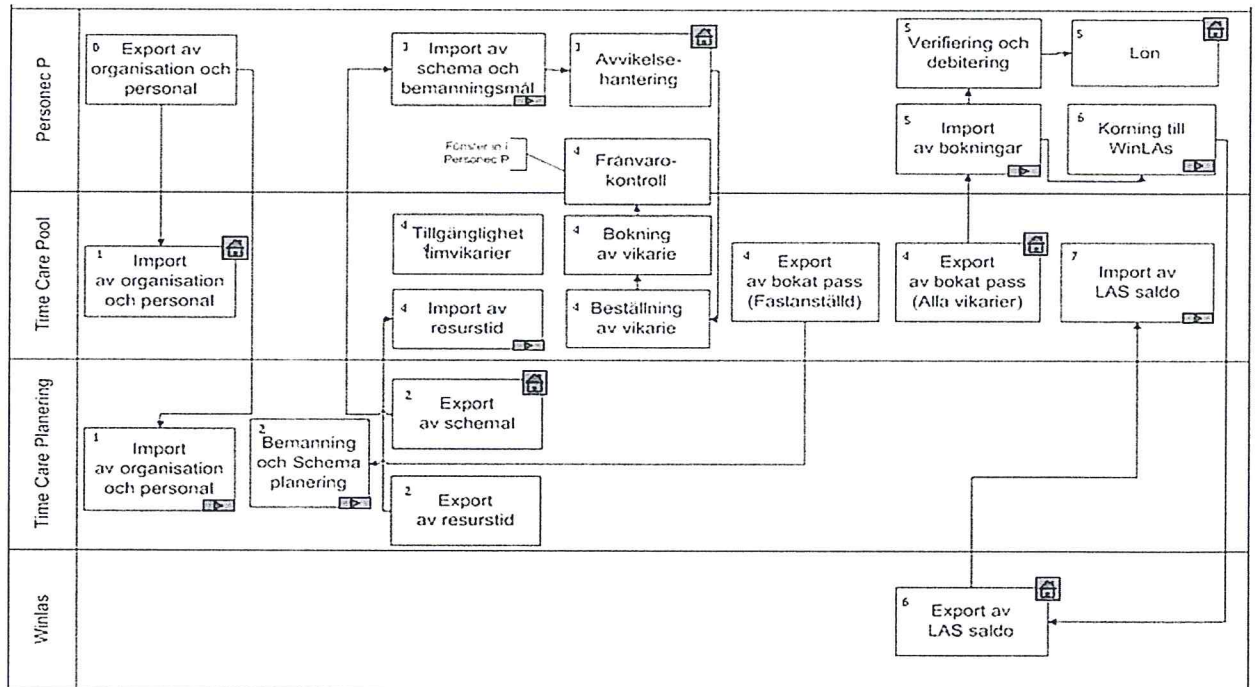 Personec P
0 Export av
organisation och
personal
3 Import av
schema och
bemanningsmål
3 Avvikelse-
hantering
5 Verifiering och
debitering
5 Lön
Fönster in i
Personec P
4 Frånvaro-
kontroll
5 Import
av bokningar
6 Korning till
WinLAs
Time Care Pool
1 Import
av organisation
och personal
4 Tillgänglighet
4 timvikarier
4 Bokning
av vikarie
4 Export
av bokat pass
(Fastanställd)
4 Export
av bokat pass
(Alla vikarier)
7 Import av
LAS saldo
4 Import av
resurstid
4 Beställning
av vikarie
Time Care Planering
1 Import
av organisation
och personal
2 Bemanning
och Schema
planering
2 Export
av schemal
2 Export
av resurstid
Winlas
6 Export av
LAS saldo